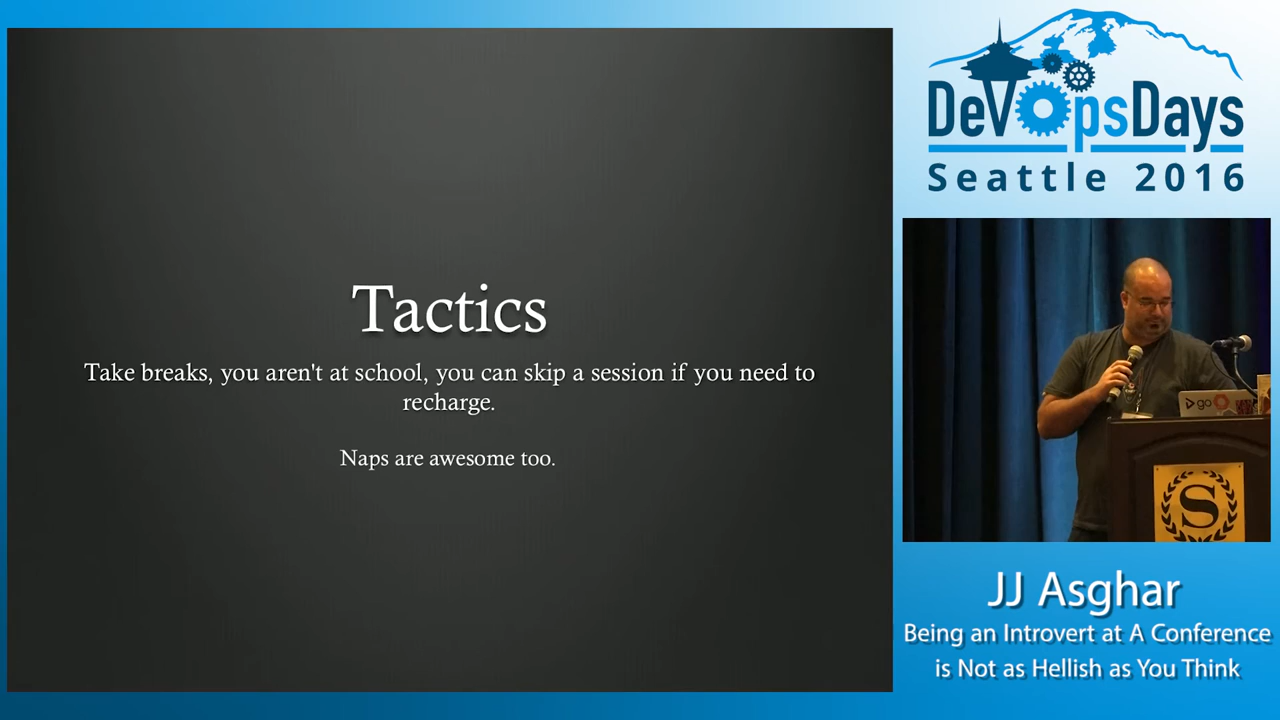 Tactics
Take breaks, you aren't at school, you can skip a session if you need to
recharge.
Naps are awesome too.
DevOpsDays
Seattle 2016
go
S
JJ Asghar
Being an Introvert at A Conference
is Not as Hellish as You Think